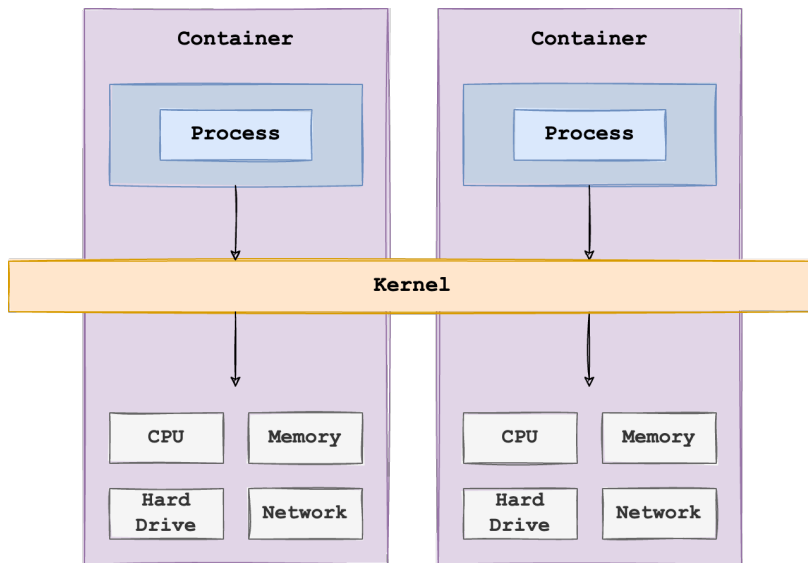 Container
Container
Process
Process
Kernel
CPU
Memory
CPU
Memory
Hard
Drive
Network
Hard
Drive
Network